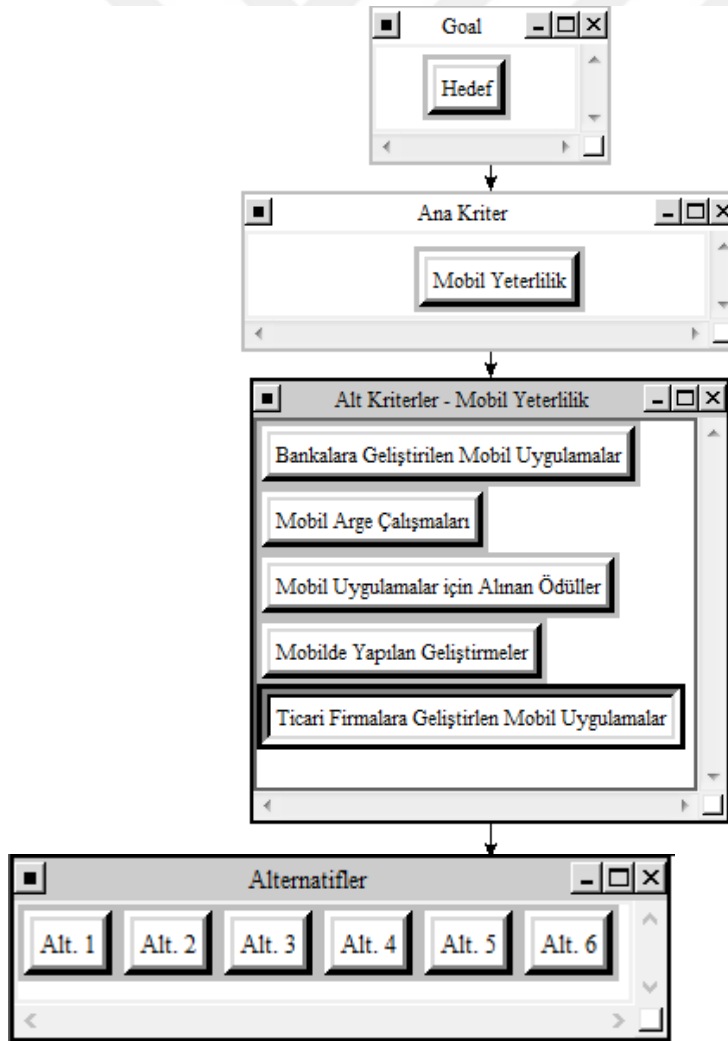 Goal
Hedef
Ana Kriter
Mobil Yeterlilik
Alt Kriterler - Mobil Yeterlilik
Bankalara Geliştirilen Mobil Uygulamalar
Mobil Arge Çalışmaları
Mobil Uygulamalar için Alınan Ödüller
Mobilde Yapılan Geliştirmeler
Ticari Firmalara Geliştirlen Mobil Uygulamalar
Alternatifler
Alt. 1 Alt. 2 Alt. 3 Alt. 4 Alt. 5 Alt. 6